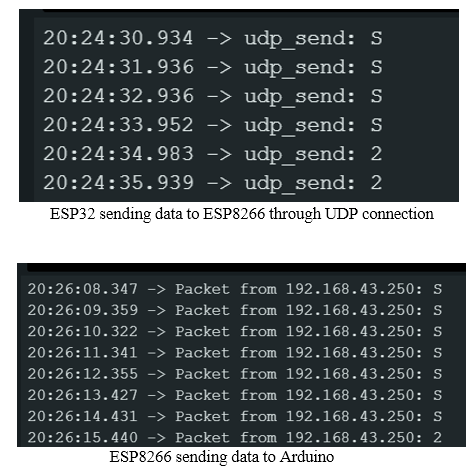 20:24:30.934 -> udp_send: S
20:24:31.936 -> udp_send: S
20:24:32.936 -> udp_send: S
20:24:33.952 -> udp_send: S
20:24:34.983 -> udp_send: 2
20:24:35.939 -> udp_send: 2
ESP32 sending data to ESP8266 through UDP connection
20:26:08.347 -> Packet from 192.168.43.250: S
20:26:09.359 -> Packet from 192.168.43.250: S
20:26:10.322 -> Packet from 192.168.43.250: S
20:26:11.341 -> Packet from 192.168.43.250: S
20:26:12.355 -> Packet from 192.168.43.250: S
20:26:13.427 -> Packet from 192.168.43.250: S
20:26:14.431 -> Packet from 192.168.43.250: S
20:26:15.440 -> Packet from 192.168.43.250: 2
ESP8266 sending data to Arduino